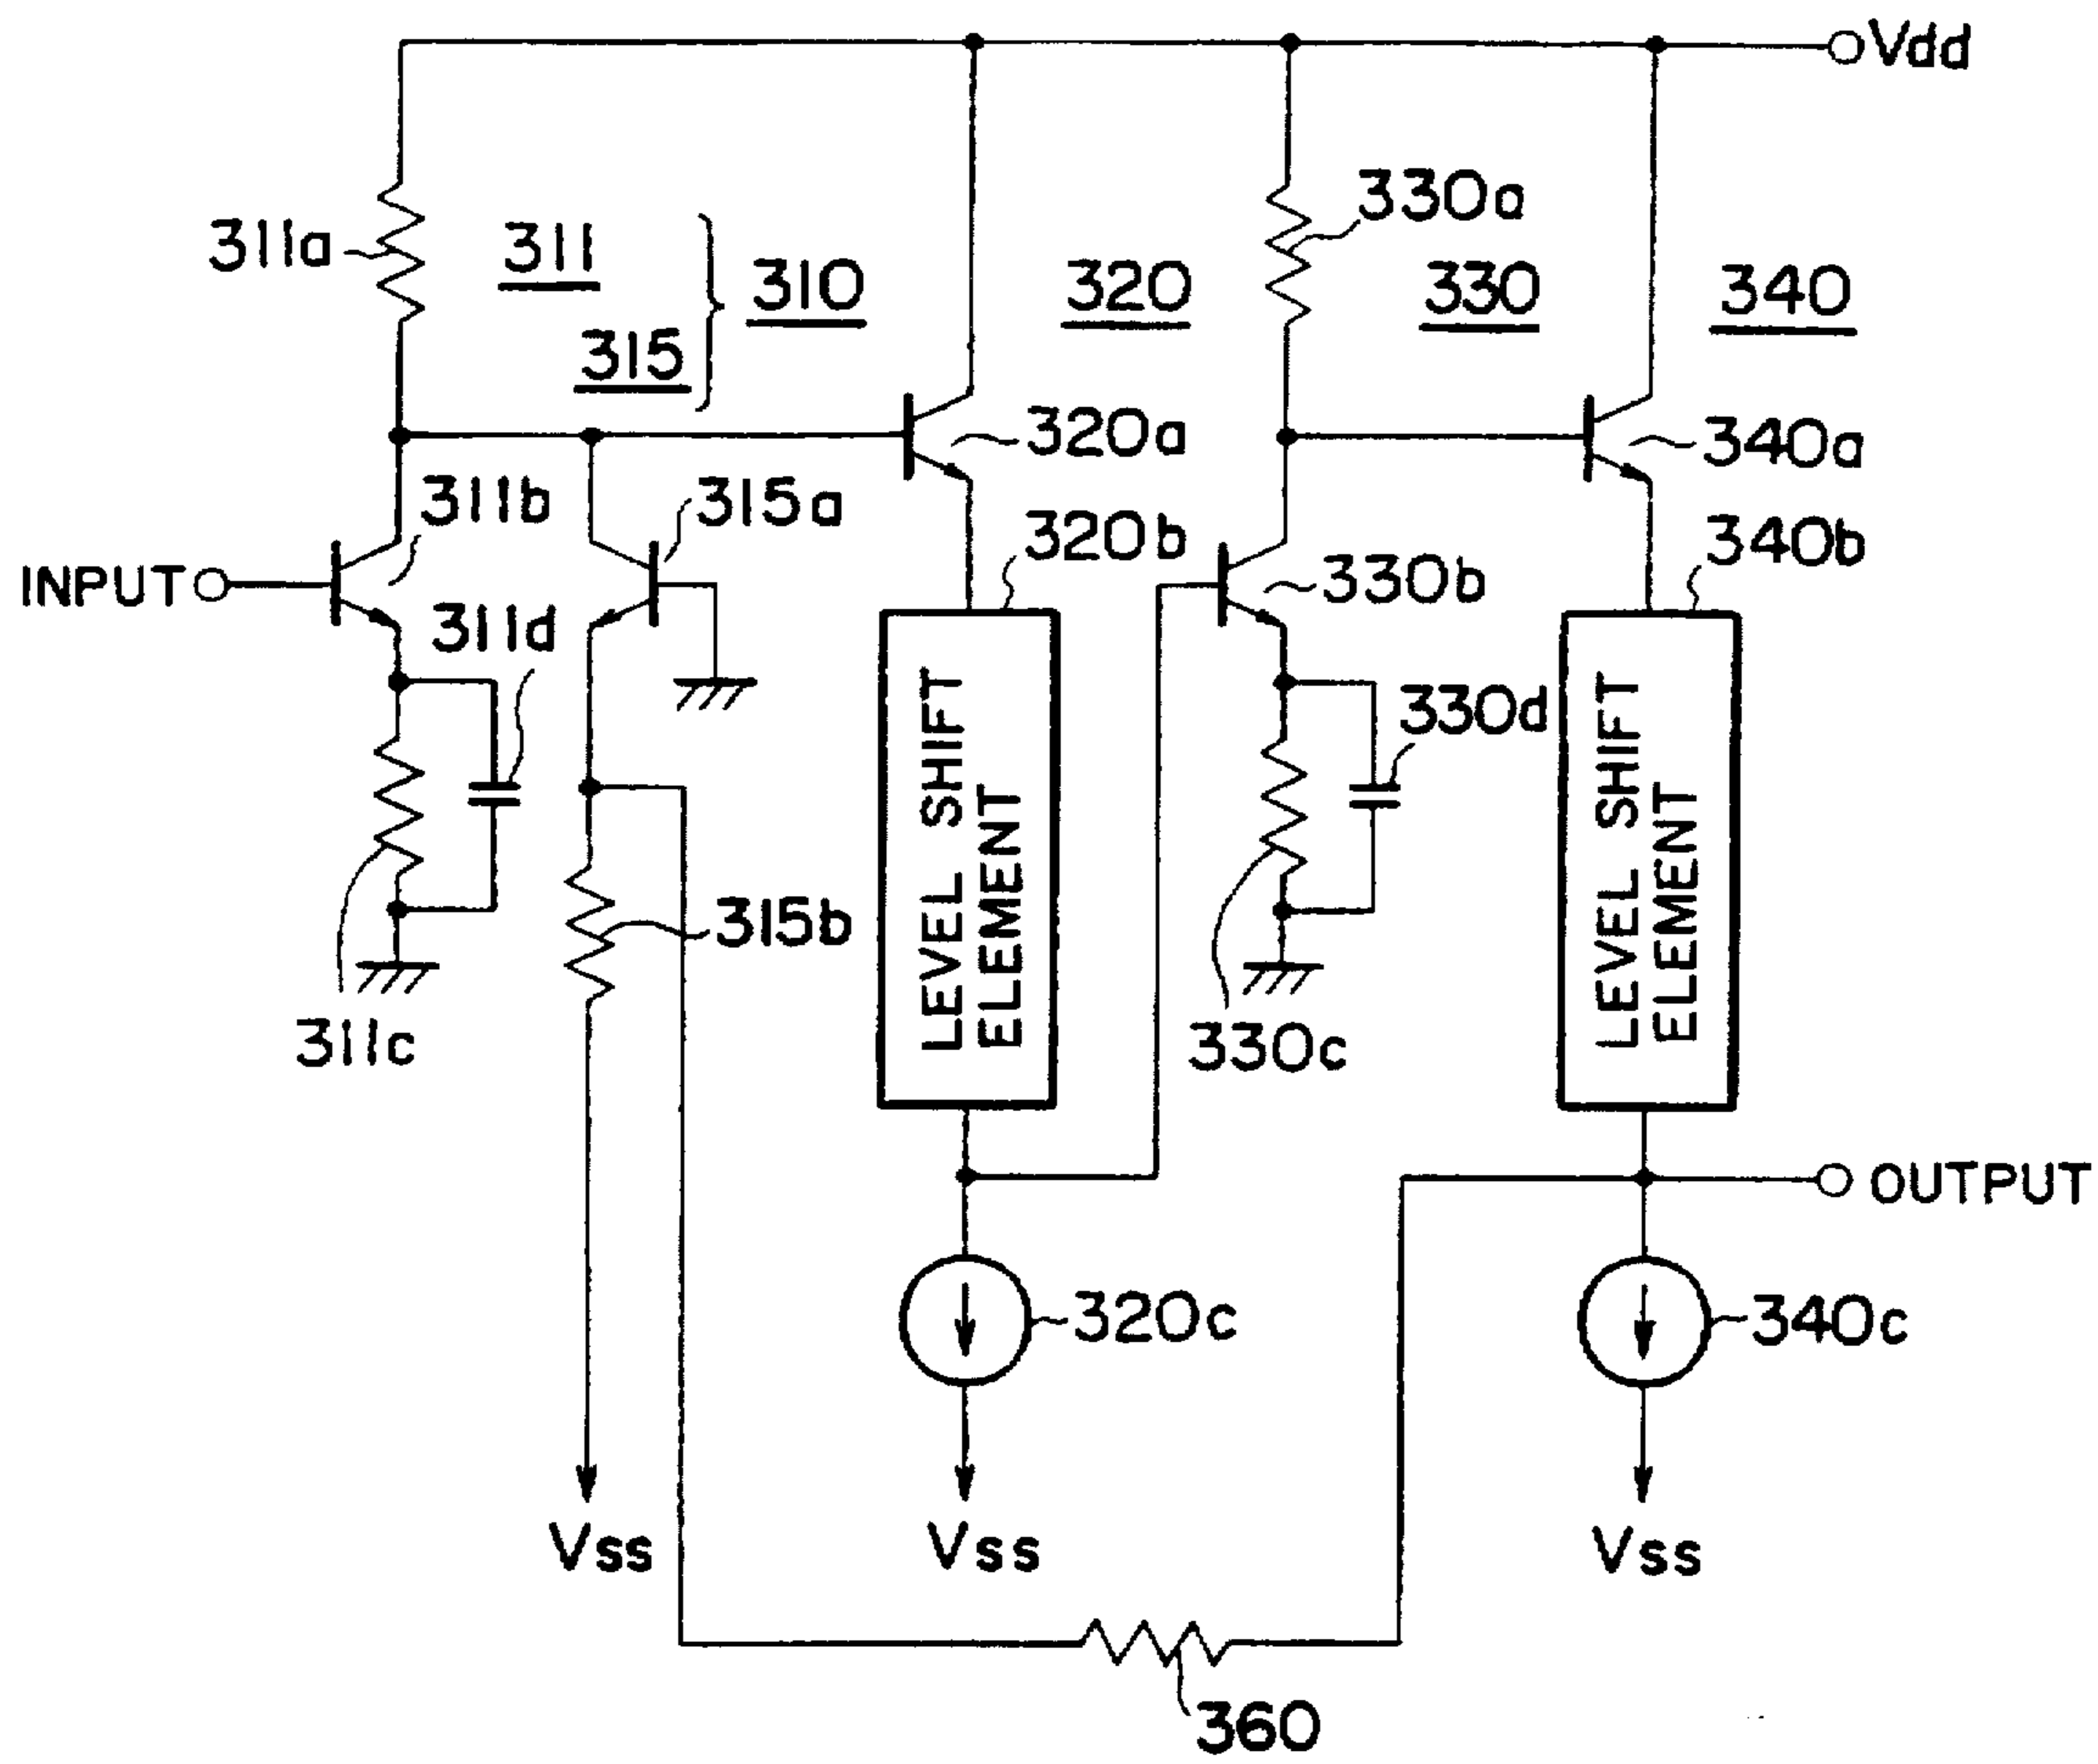 Vdd
330a
311a
311
310
320
330
340
315
320a
340a
311b
315a
320b
340b
INPUT
330b
311d
330d
LEVEL SHIFT
ELEMENT
LEVEL SHIFT
ELEMENT
315b
311c
330c
OUTPUT
320c
340c
Vss
Vss
Vss
360